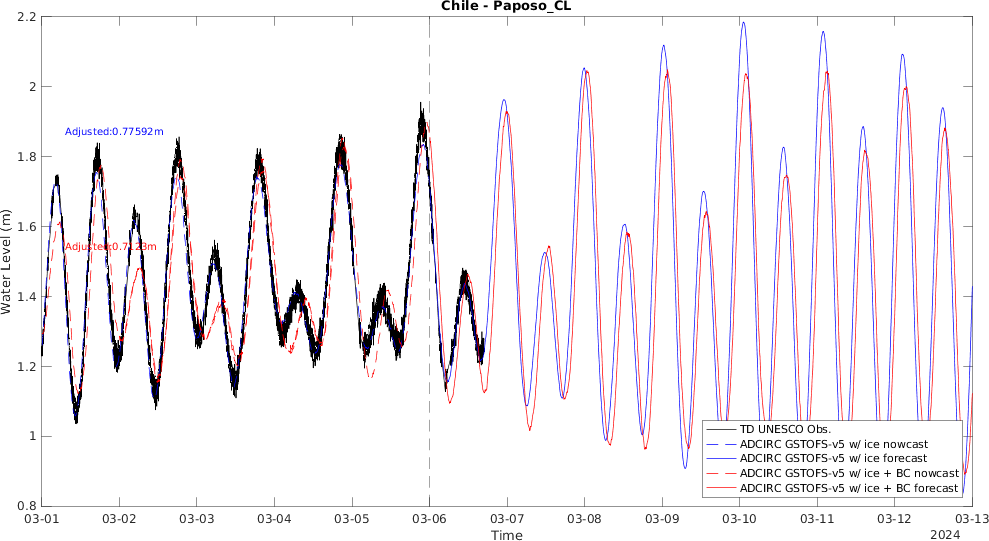 Chile - Paposo_CL
2.2
2
1.8
1.6
1.4
1.2
1
0.8
Water Level (m)
Adjusted:0.77592m
TD UNESCO Obs.
ADCIRC GSTOFS-v5 w/ ice nowcast
ADCIRC GSTOFS-v5 w/ ice forecast
ADCIRC GSTOFS-v5 w/ ice + BC nowcast
ADCIRC GSTOFS-v5 w/ ice + BC forecast
03-01 03-02 03-03 03-04 03-05 03-06 03-07 03-08 03-09 03-10 03-11 03-12 03-13
Time
2024